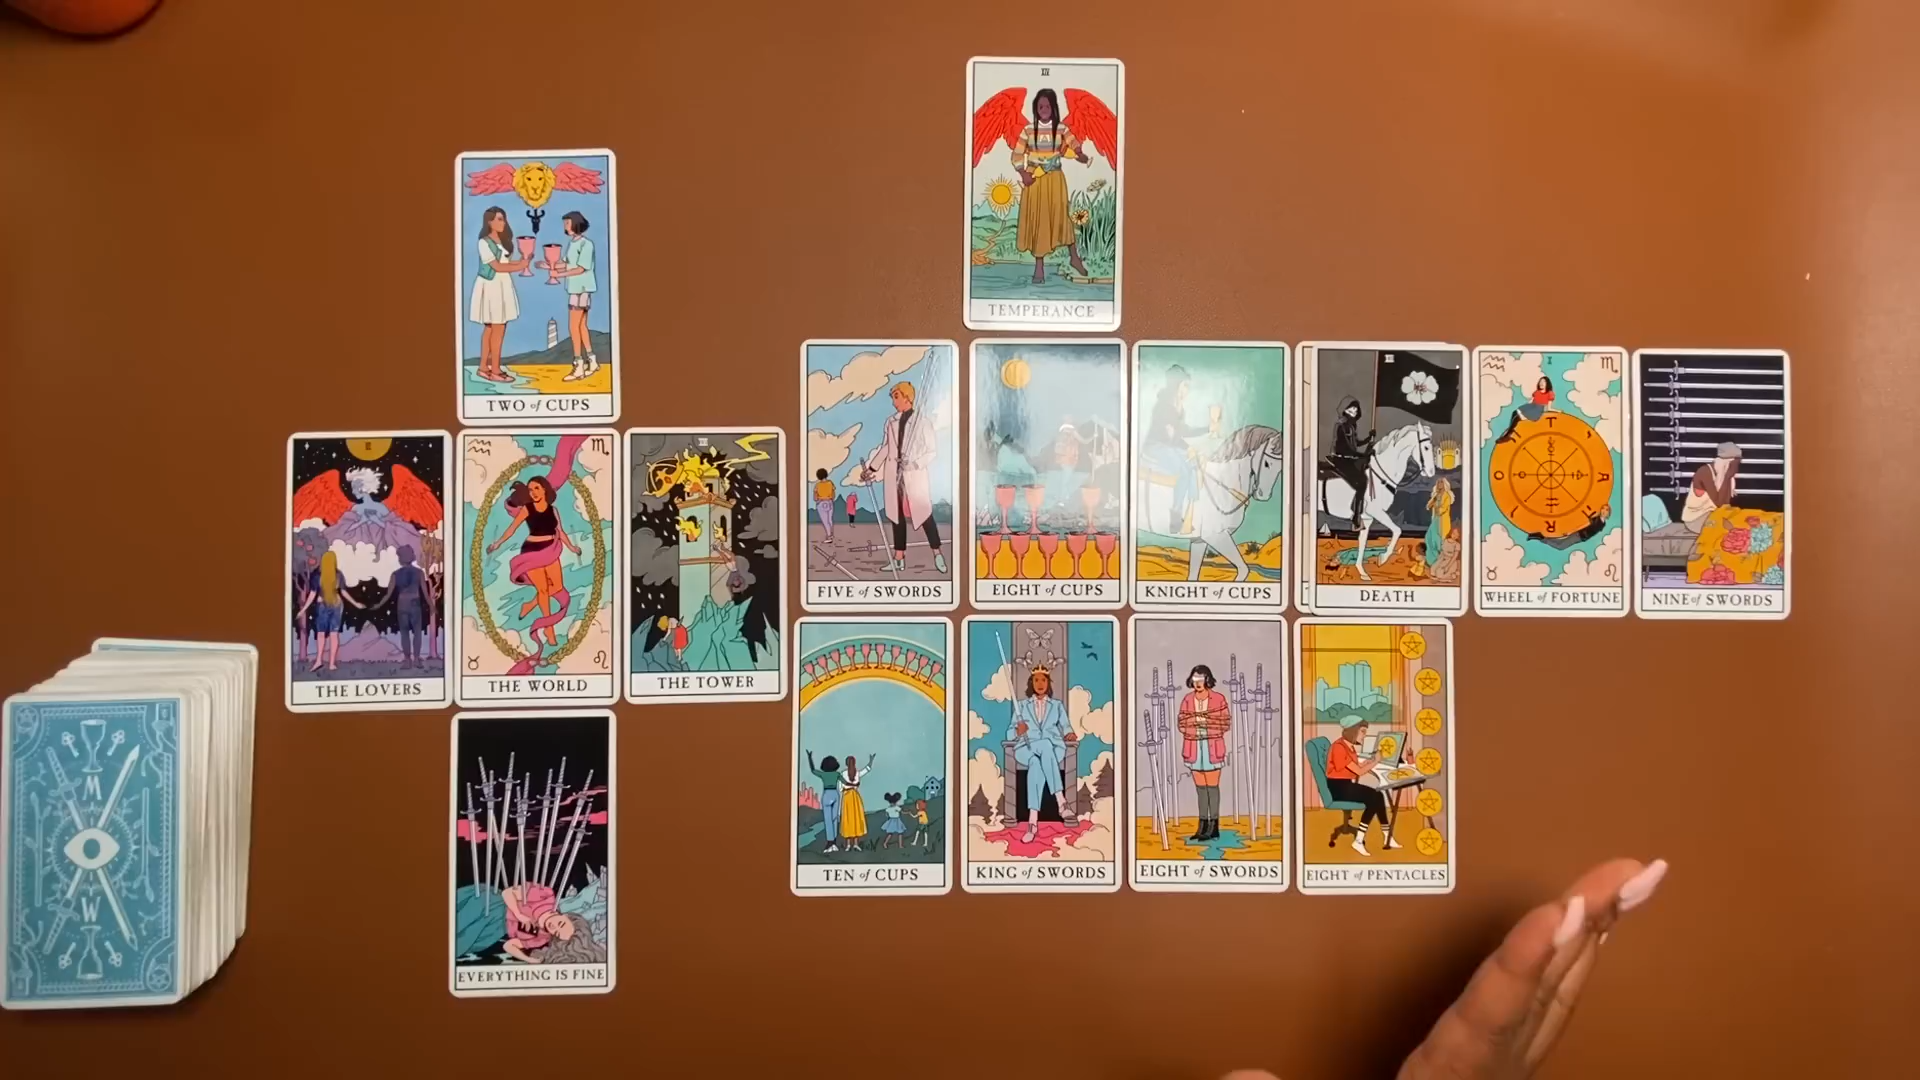 TEMPERANCE
TWO of CUPS
FIVE of SWORDS
EIGHT of CUPS
KNIGHT of CUPS
DEATH
WHEEL of FORTUNE
NINE of SWORDS
THE LOVERS
THE WORLD
THE TOWER
TEN of CUPS
KING of SWORDS
EIGHT of SWORDS
EIGHT of PENTACLES
EVERYTHING IS FINE
M
W